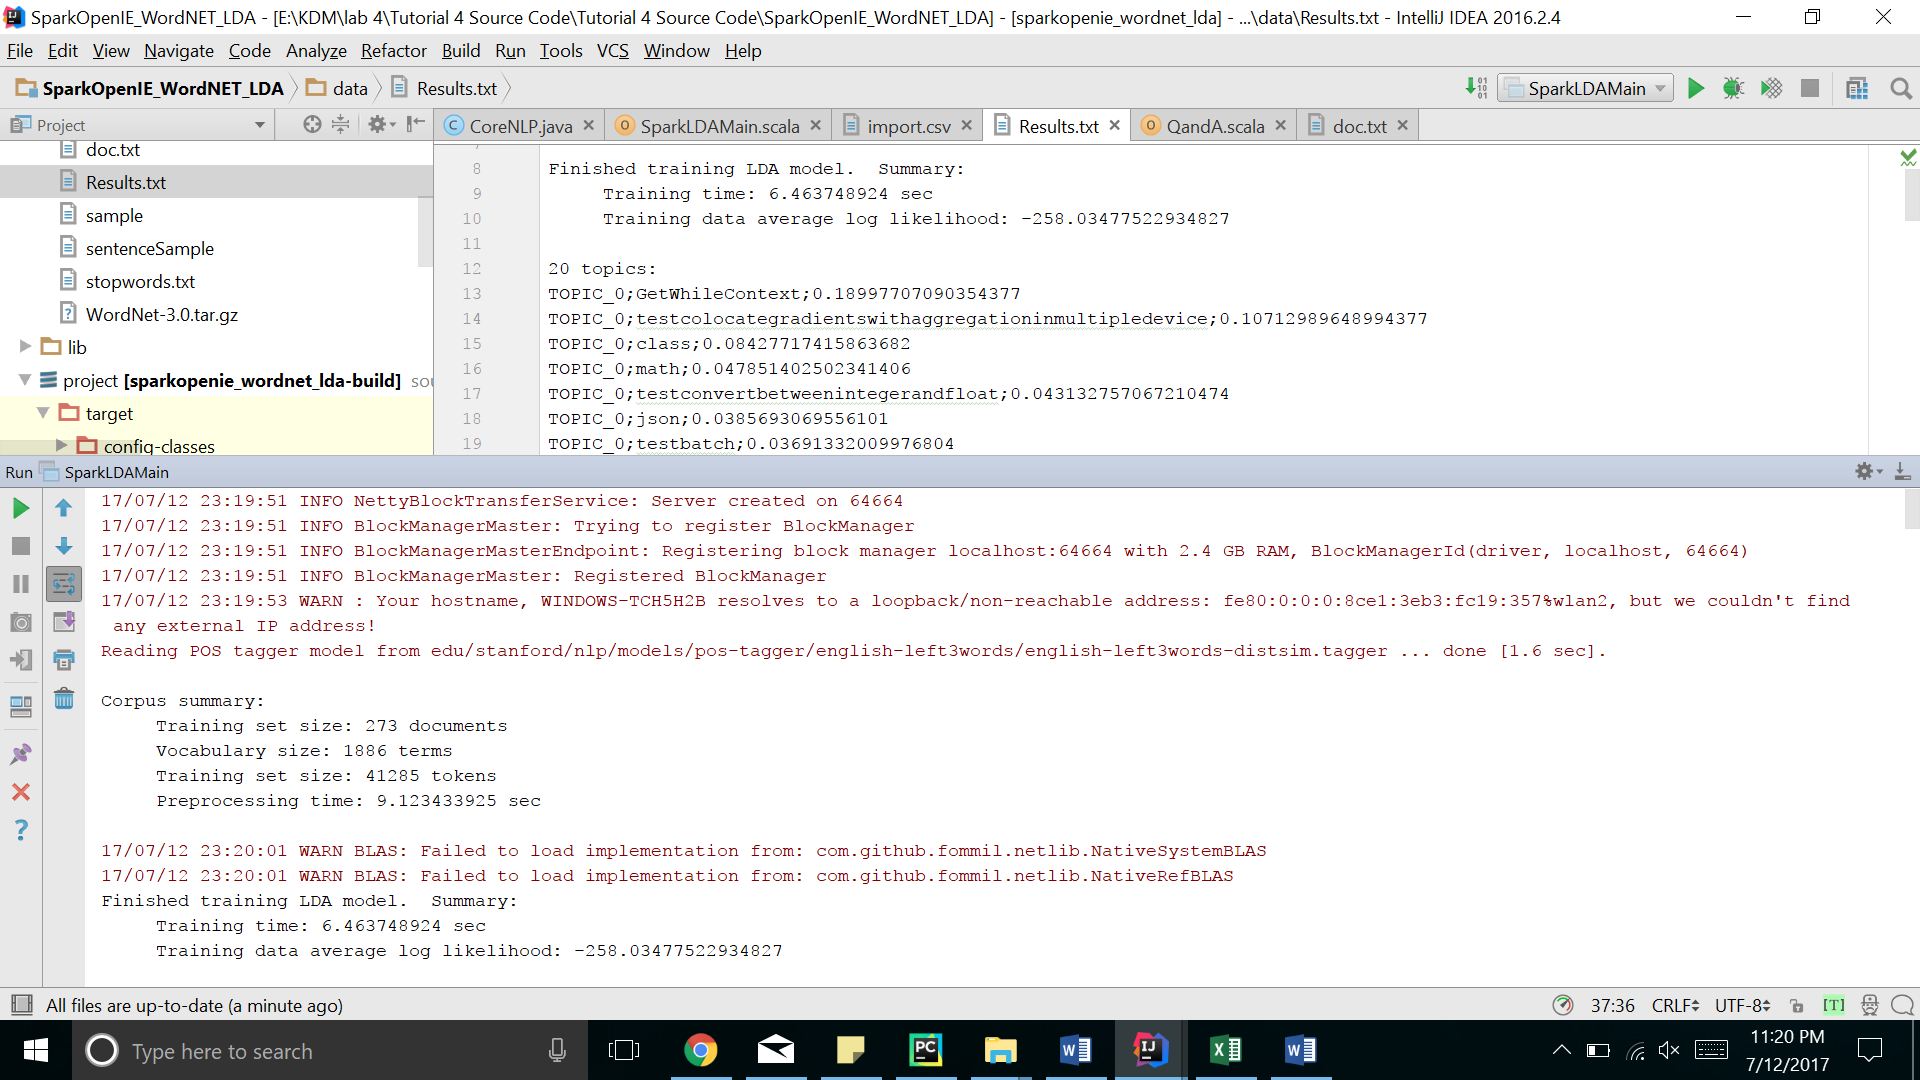 SparkOpenIE_WordNET_LDA - [E:\KDM\lab 4\Tutorial 4 Source Code\Tutorial 4 Source Code\SparkOpenIE_WordNET_LDA] - [sparkopenie_wordnet_lda] - ...\data\Results.txt - IntelliJ IDEA 2016.2.4
File Edit View Navigate Code Analyze Refactor Build Run Tools VCS Window Help
SparkOpenIE_WordNET_LDA data Results.txt SparkLDAMain
Project CoreNLP.java SparkLDAMain.scala import.csv Results.txt QandA.scala doc.txt
doc.txt
Results.txt
sample
sentenceSample
stopwords.txt
WordNet-3.0.tar.gz
lib
project [sparkopenie_wordnet_lda-build] sou
target
config-classes
8 Finished training LDA model.  Summary:
9 Training time: 6.463748924 sec
10 Training data average log likelihood: -258.03477522934827
11
12 20 topics:
13 TOPIC_0;GetWhileContext;0.18997707090354377
14 TOPIC_0;testcolocategradientswithaggregationinmultipledevice;0.10712989648994377
15 TOPIC_0;class;0.08427717415863682
16 TOPIC_0;math;0.047851402502341406
17 TOPIC_0;testconvertbetweenintegerandfloat;0.043132757067210474
18 TOPIC_0;json;0.0385693069556101
19 TOPIC_0;testbatch;0.03691332009976804
Run SparkLDAMain
17/07/12 23:19:51 INFO NettyBlockTransferService: Server created on 64664
17/07/12 23:19:51 INFO BlockManagerMaster: Trying to register BlockManager
17/07/12 23:19:51 INFO BlockManagerMasterEndpoint: Registering block manager localhost:64664 with 2.4 GB RAM, BlockManagerId(driver, localhost, 64664)
17/07/12 23:19:51 INFO BlockManagerMaster: Registered BlockManager
17/07/12 23:19:53 WARN : Your hostname, WINDOWS-TCH5H2B resolves to a loopback/non-reachable address: fe80:0:0:0:8ce1:3eb3:fc19:357%wlan2, but we couldn't find
any external IP address!
Reading POS tagger model from edu/stanford/nlp/models/pos-tagger/english-left3words/english-left3words-distsim.tagger ... done [1.6 sec].
Corpus summary:
Training set size: 273 documents
Vocabulary size: 1886 terms
Training set size: 41285 tokens
Preprocessing time: 9.123433925 sec
17/07/12 23:20:01 WARN BLAS: Failed to load implementation from: com.github.fommil.netlib.NativeSystemBLAS
17/07/12 23:20:01 WARN BLAS: Failed to load implementation from: com.github.fommil.netlib.NativeRefBLAS
Finished training LDA model.  Summary:
Training time: 6.463748924 sec
Training data average log likelihood: -258.03477522934827
All files are up-to-date (a minute ago) 37:36 CRLF UTF-8 [T]
Type here to search
11:20 PM
7/12/2017